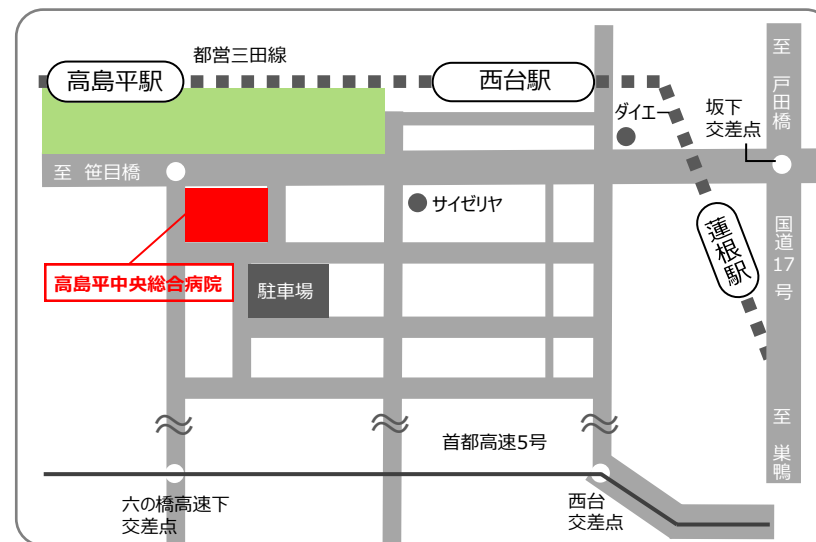 都営三田線
高島平駅
西台駅
至 戸田橋
ダイエー
坂下
交差点
至 笹目橋
サイゼリヤ
蓮根駅
国道17号
高島平中央総合病院
駐車場
至 巣鴨
首都高速5号
六の橋高速下
交差点
西台
交差点